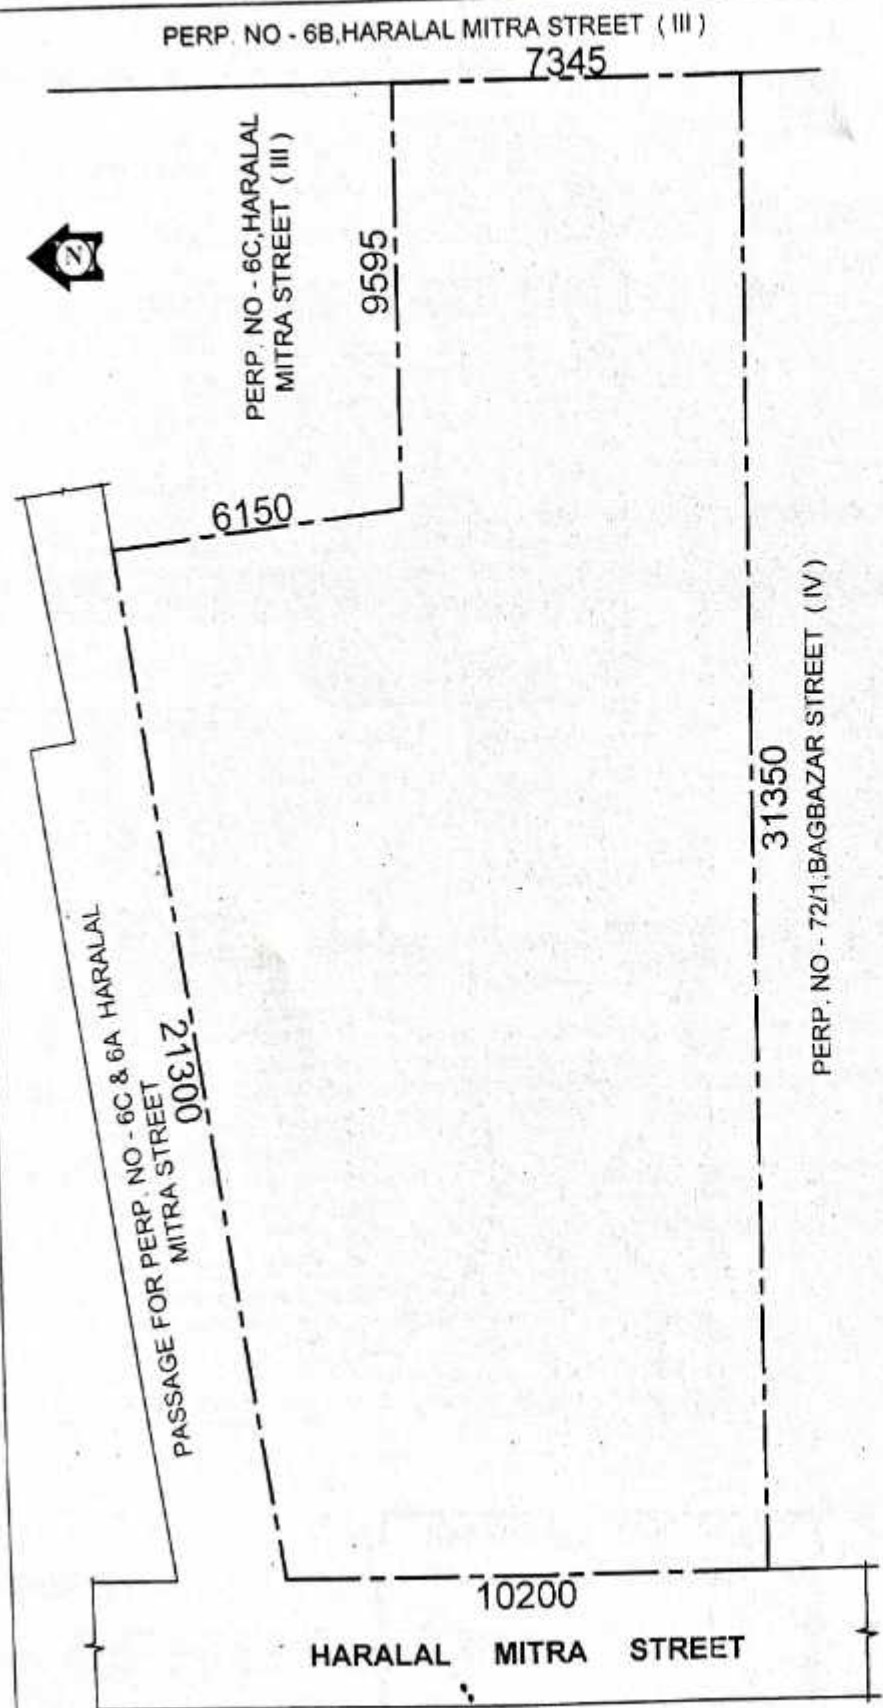 PERP. NO - 6B,HARALAL MITRA STREET ( III )
7345
PERP. NO - 6C,HARALAL
MITRA STREET ( III )
9595
N
6150
PERP. NO - 72/1,BAGBAZAR STREET ( IV )
31350
PASSAGE FOR PERP. NO - 6C & 6A HARALAL
MITRA STREET
21300
10200
HARALAL MITRA STREET